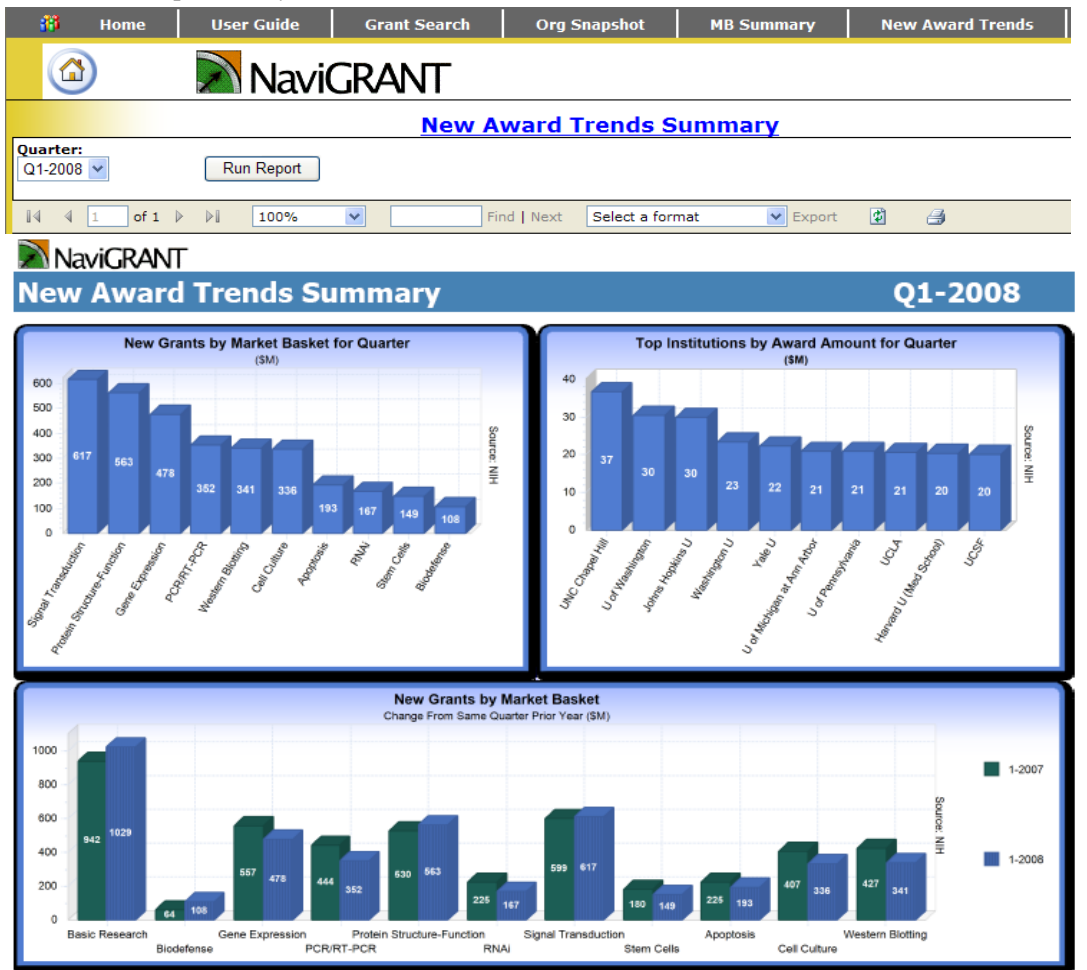 Home User Guide Grant Search Org Snapshot MB Summary New Award Trends
NaviGRANT
New Award Trends Summary
Quarter:
Q1-2008 Run Report
1 of 1 100% Find | Next Select a format Export
NaviGRANT
New Award Trends Summary Q1-2008
New Grants by Market Basket for Quarter
($M)
600
500
400
300
200
100
0
617 563 478 352 341 336 193 167 149 108
Signal Transduction
Protein Structure-Function
Gene Expression
PCR/RT-PCR
Western Blotting
Cell Culture
Apoptosis
RNAi
Stem Cells
Biodefense
Source: NIH
Top Institutions by Award Amount for Quarter
($M)
40
30
20
10
0
37 30 30 23 22 21 21 21 20 20
UNC Chapel Hill
U of Washington
Johns Hopkins U
Washington U
Yale U
U of Michigan at Ann Arbor
U of Pennsylvania
UCLA
Harvard U (Med School)
UCSF
Source: NIH
New Grants by Market Basket
Change From Same Quarter Prior Year ($M)
1000
800
600
400
200
0
942 1029 64 108 557 478 444 352 630 563 225 167 599 617 180 149 225 193 407 336 427 341
Basic Research Gene Expression Protein Structure-Function Signal Transduction Apoptosis Western Blotting
Biodefense PCR/RT-PCR RNAi Stem Cells Cell Culture
Source: NIH
1-2007
1-2008